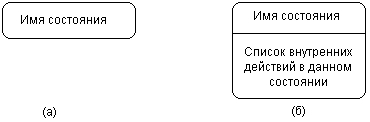 Имя состояния
(а)
Имя состояния
Список внутренних
действий в данном
состоянии
(б)